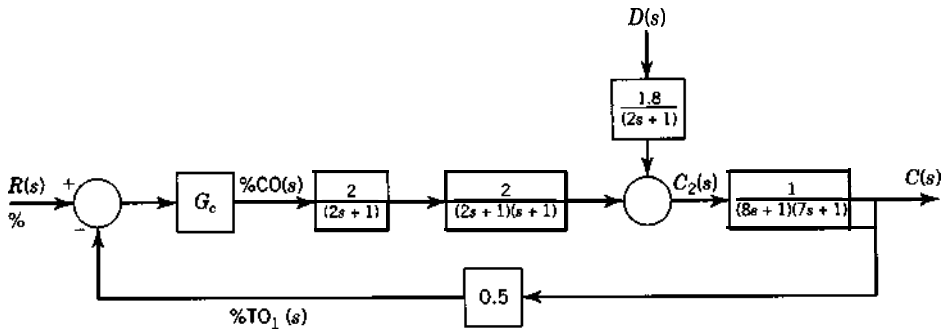 D(s)
1.8
(2s + 1)
R(s)
%
+
−
G_c
%CO(s)
2
(2s + 1)
2
(2s + 1)(s + 1)
C_2(s)
1
(8s + 1)(7s + 1)
C(s)
0.5
%TO_1 (s)